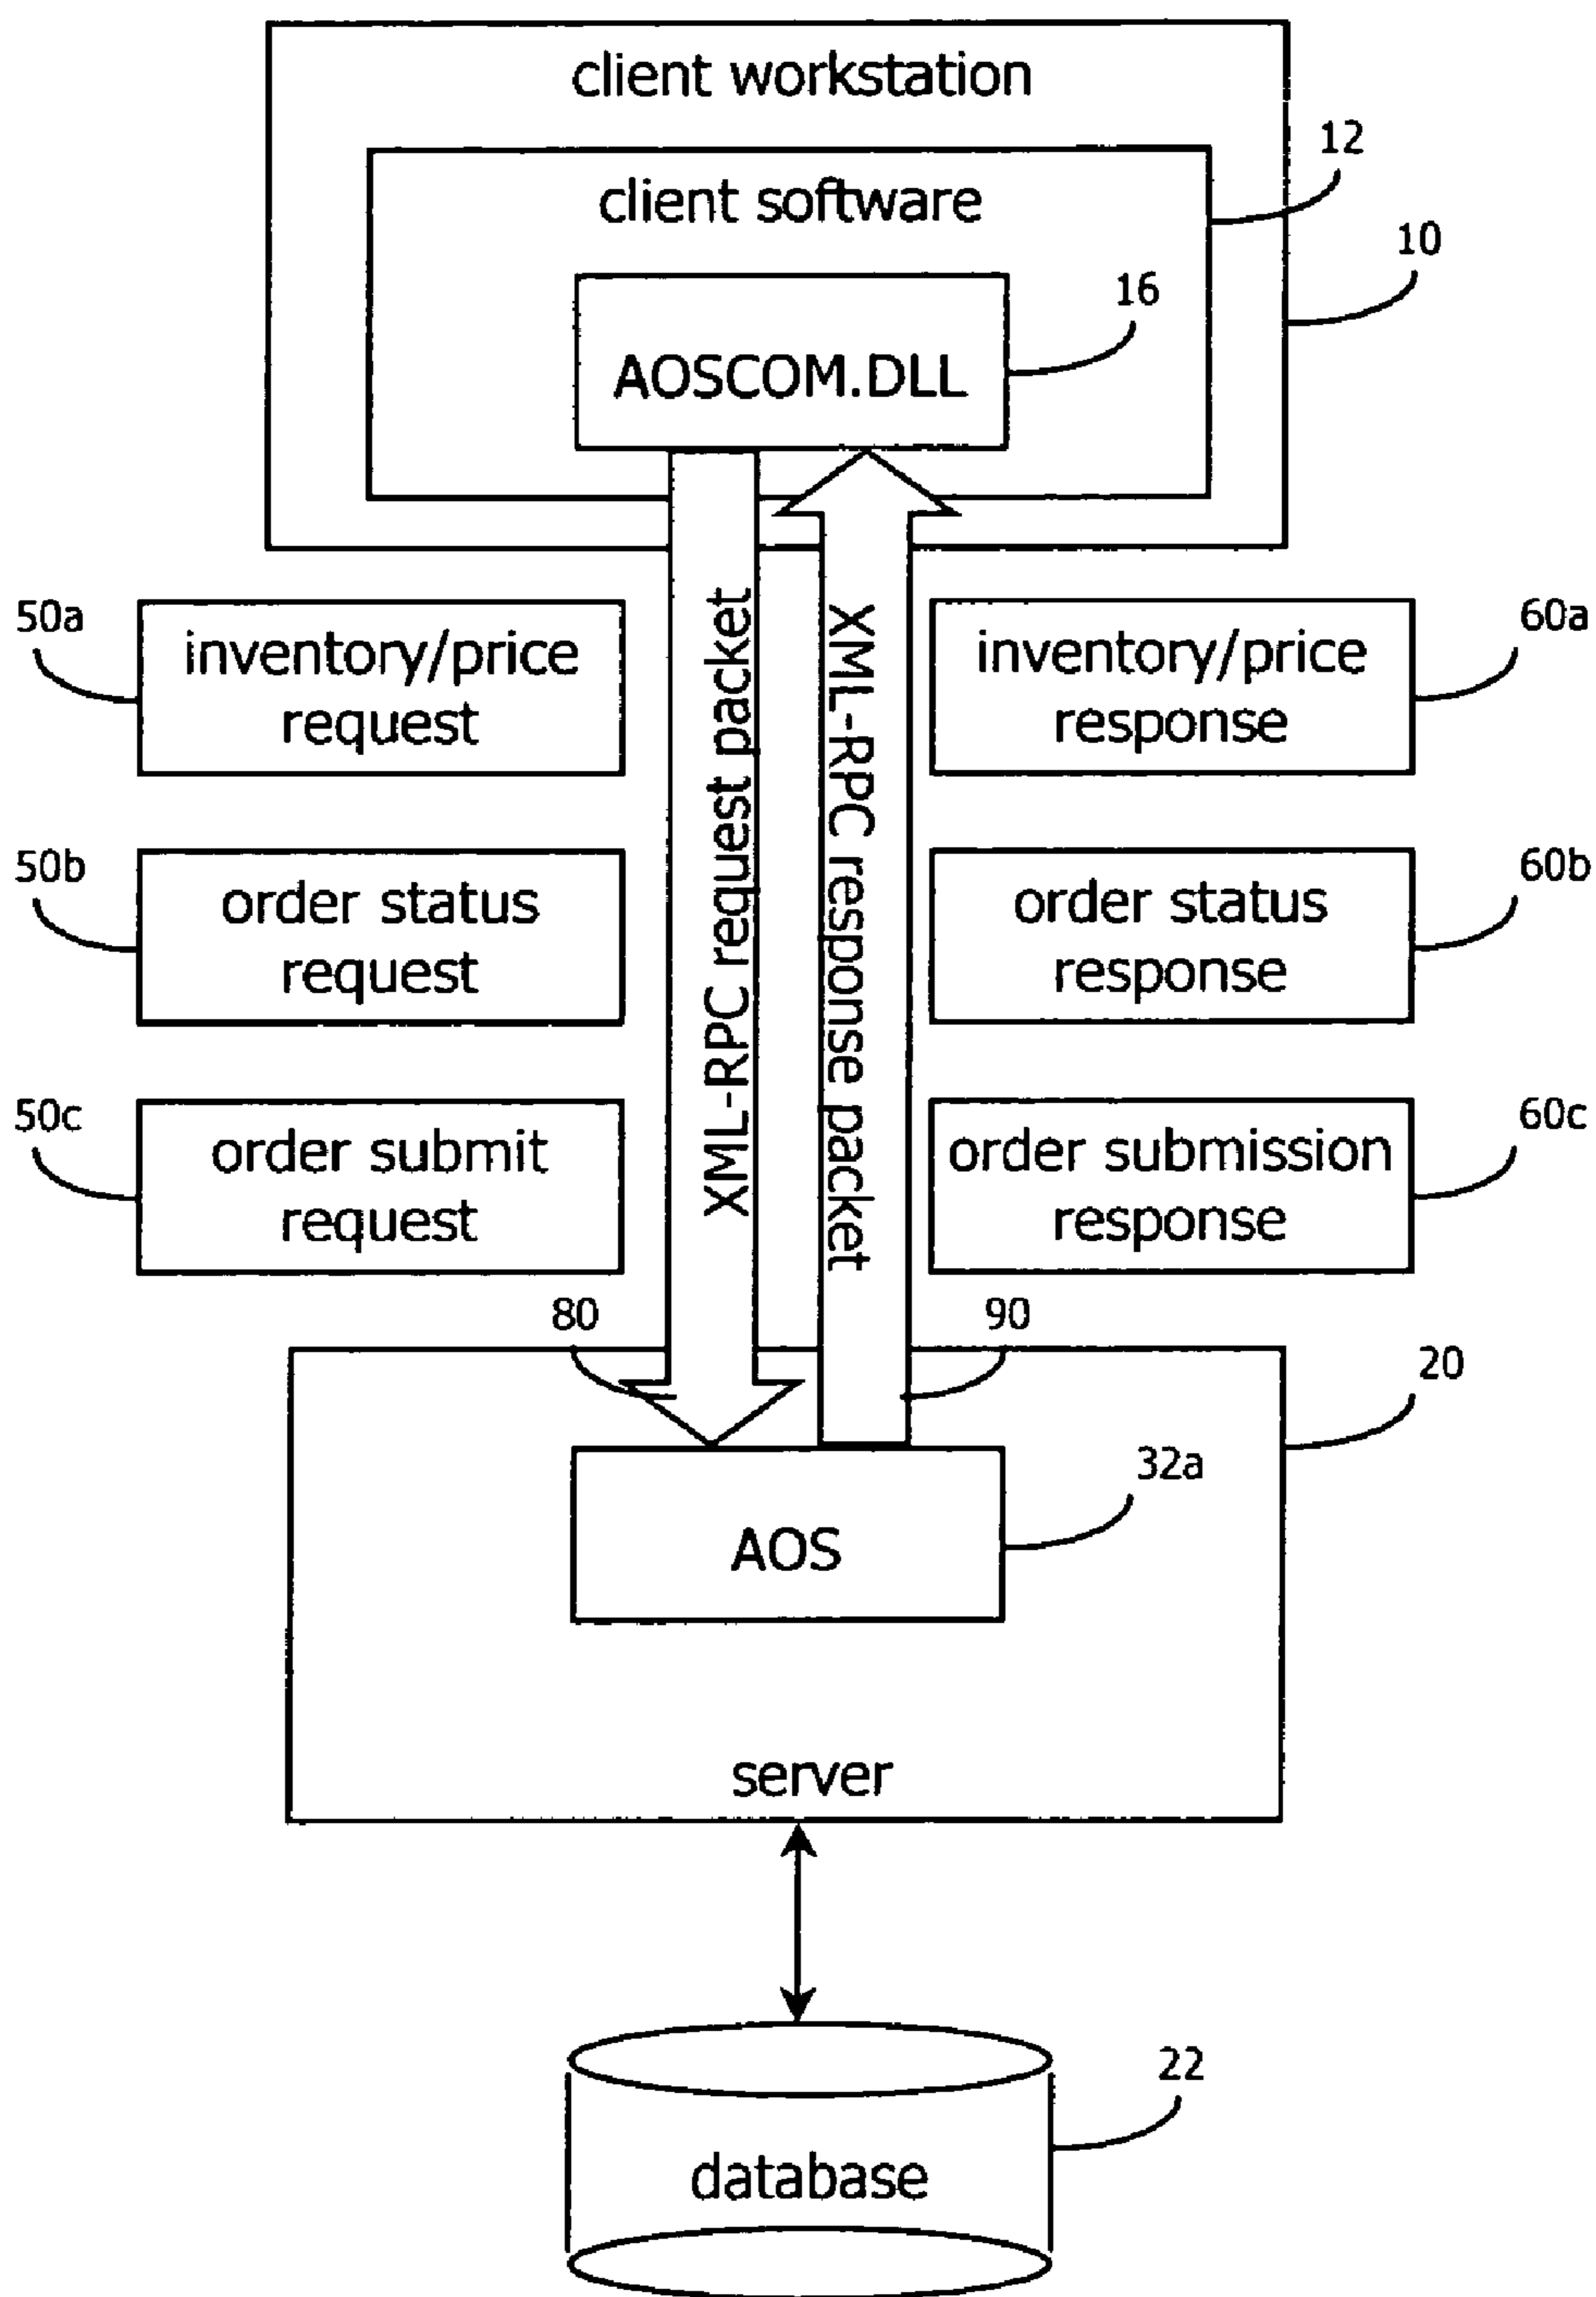 client workstation
12
client software
10
16
AOSCOM.DLL
50a
inventory/price
request
XML-RPC request packet
XML-RPC response packet
inventory/price
response
60a
50b
order status
request
order status
response
60b
50c
order submit
request
order submission
response
60c
80
90
20
32a
AOS
server
22
database